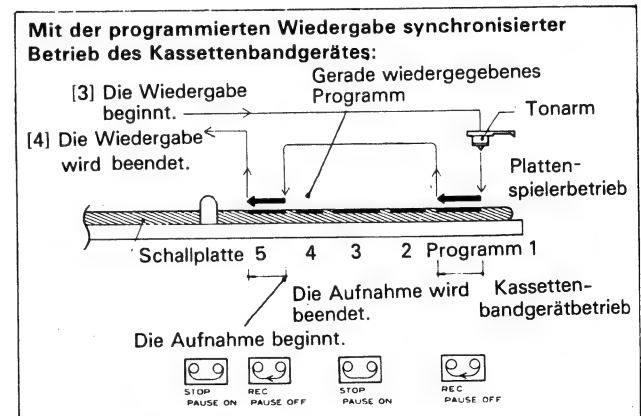 Mit der programmierten Wiedergabe synchronisierter
Betrieb des Kassettenbandgerätes:
[3] Die Wiedergabe
beginnt.
Gerade wiedergegebenes
Programm
Tonarm
[4] Die Wiedergabe
wird beendet.
Platten-
spielerbetrieb
Schallplatte 5 4 3 2 Programm 1
Die Aufnahme wird
beendet.
Kassetten-
bandgerätbetrieb
Die Aufnahme beginnt.
STOP
PAUSE ON
REC
PAUSE OFF
STOP
PAUSE ON
REC
PAUSE OFF